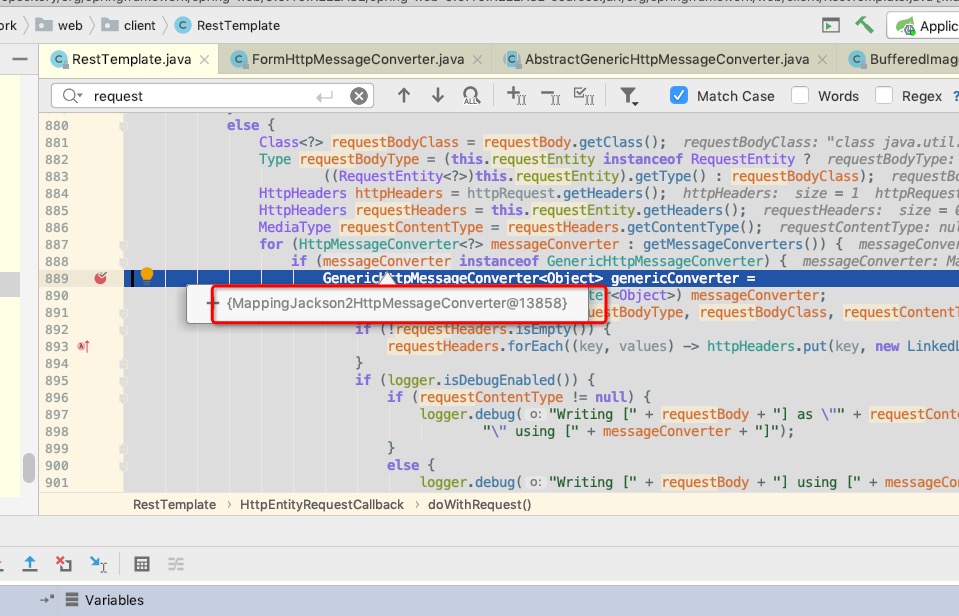 ork web client RestTemplate Applic
RestTemplate.java FormHttpMessageConverter.java AbstractGenericHttpMessageConverter.java BufferedImag
request Match Case Words Regex ?
880 else {
881 Class<?> requestBodyClass = requestBody.getClass(); requestBodyClass: "class java.util.
882 Type requestBodyType = (this.requestEntity instanceof RequestEntity ? requestBodyType:
883 ((RequestEntity<?>)this.requestEntity).getType() : requestBodyClass); requestBo
884 HttpHeaders httpHeaders = httpRequest.getHeaders(); httpHeaders: size = 1 httpRequest
885 HttpHeaders requestHeaders = this.requestEntity.getHeaders(); requestHeaders: size = 0
886 MediaType requestContentType = requestHeaders.getContentType(); requestContentType: nul
887 for (HttpMessageConverter<?> messageConverter : getMessageConverters()) { messageConver
888 if (messageConverter instanceof GenericHttpMessageConverter) { messageConverter: Ma
889 GenericHttpMessageConverter<Object> genericConverter =
890 ter<Object>) messageConverter;
+ {MappingJackson2HttpMessageConverter@13858}
891 uestBodyType, requestBodyClass, requestContentT
892 if (!requestHeaders.isEmpty()) {
893 requestHeaders.forEach((key, values) -> httpHeaders.put(key, new LinkedL
894 }
895 if (logger.isDebugEnabled()) {
896 if (requestContentType != null) {
897 logger.debug( o: "Writing [" + requestBody + "] as \"" + requestConte
898 "\" using [" + messageConverter + "]");
899 }
900 else {
901 logger.debug( o: "Writing [" + requestBody + "] using [" + messageCo
RestTemplate HttpEntityRequestCallback doWithRequest()
Variables